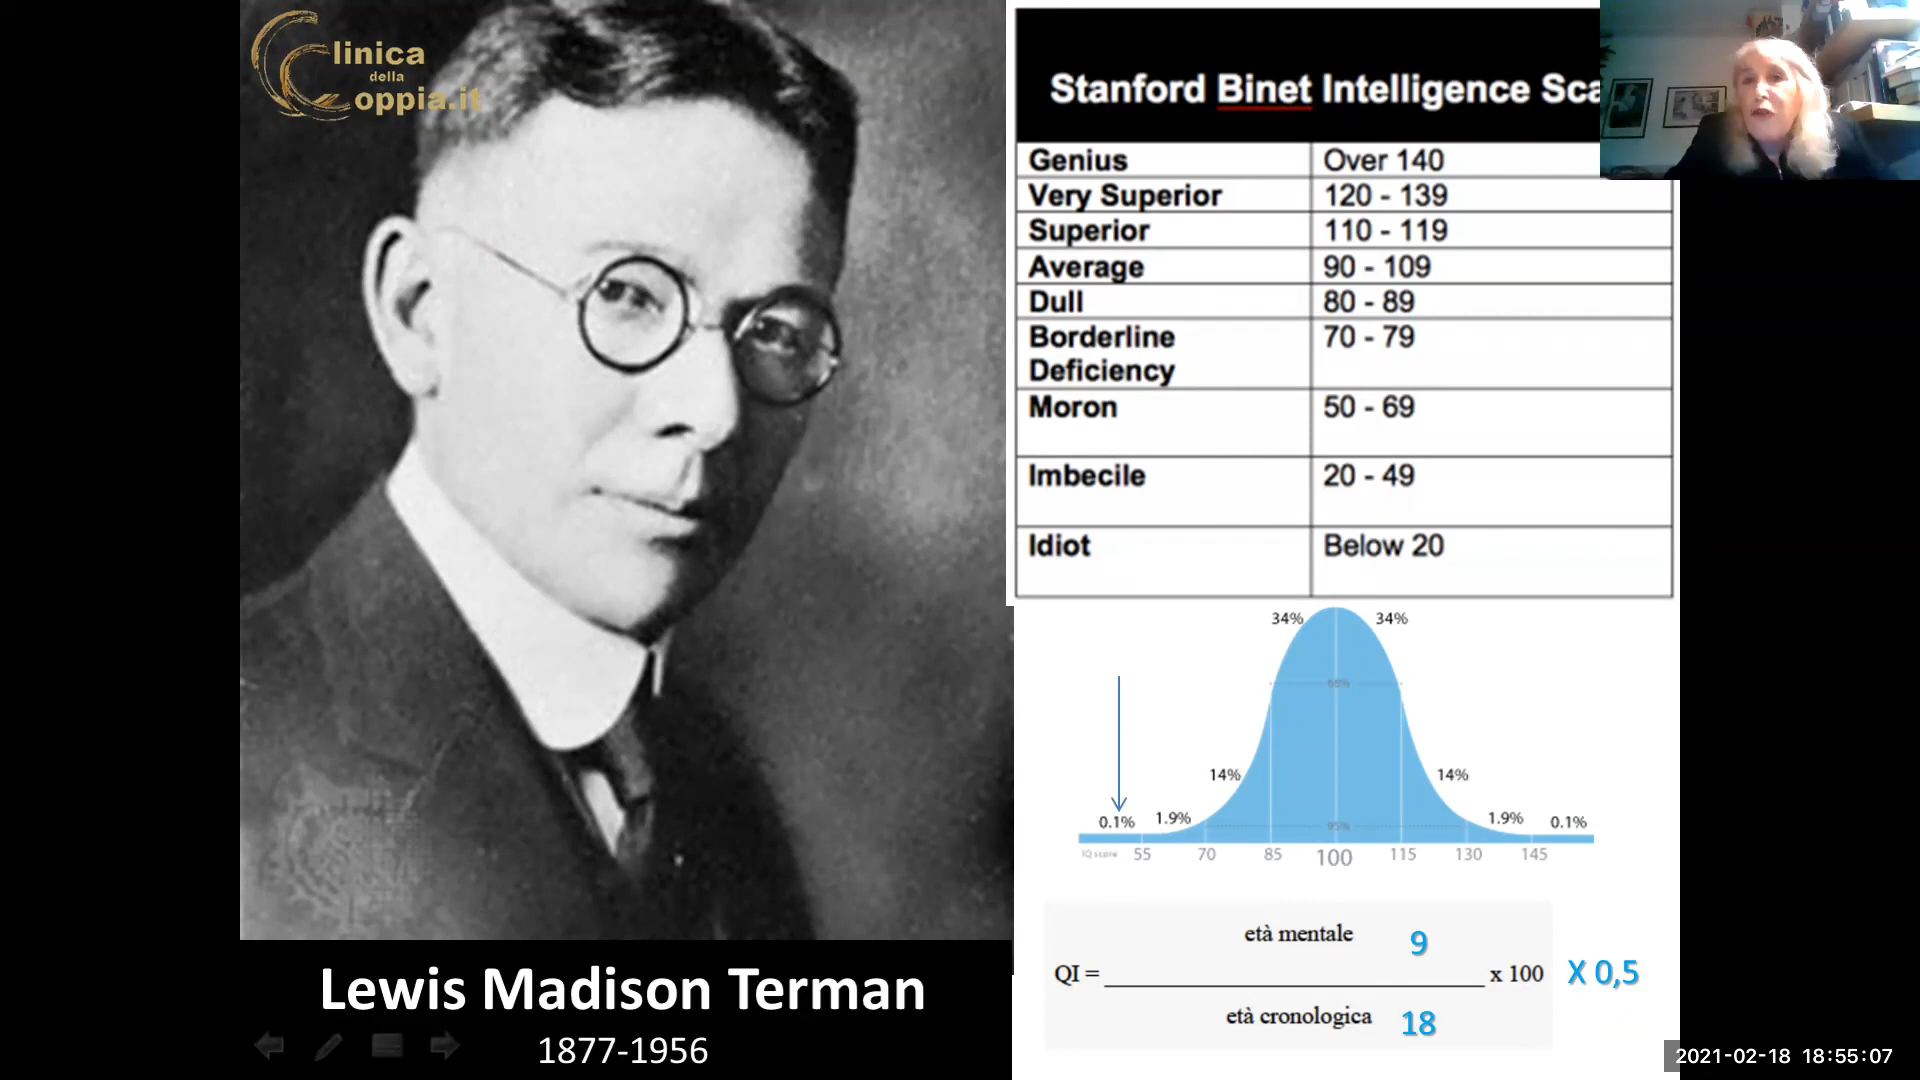 Clinica
della
Coppia.it
Stanford Binet Intelligence Sca
Genius Over 140
Very Superior 120 - 139
Superior 110 - 119
Average 90 - 109
Dull 80 - 89
Borderline 70 - 79
Deficiency
Moron 50 - 69
Imbecile 20 - 49
Idiot Below 20
34% 34%
68%
14% 14%
0.1% 1.9% 95% 1.9% 0.1%
IQ score 55 70 85 100 115 130 145
età mentale 9
QI = x 100 X 0,5
età cronologica 18
Lewis Madison Terman
1877-1956
2021-02-18 18:55:07